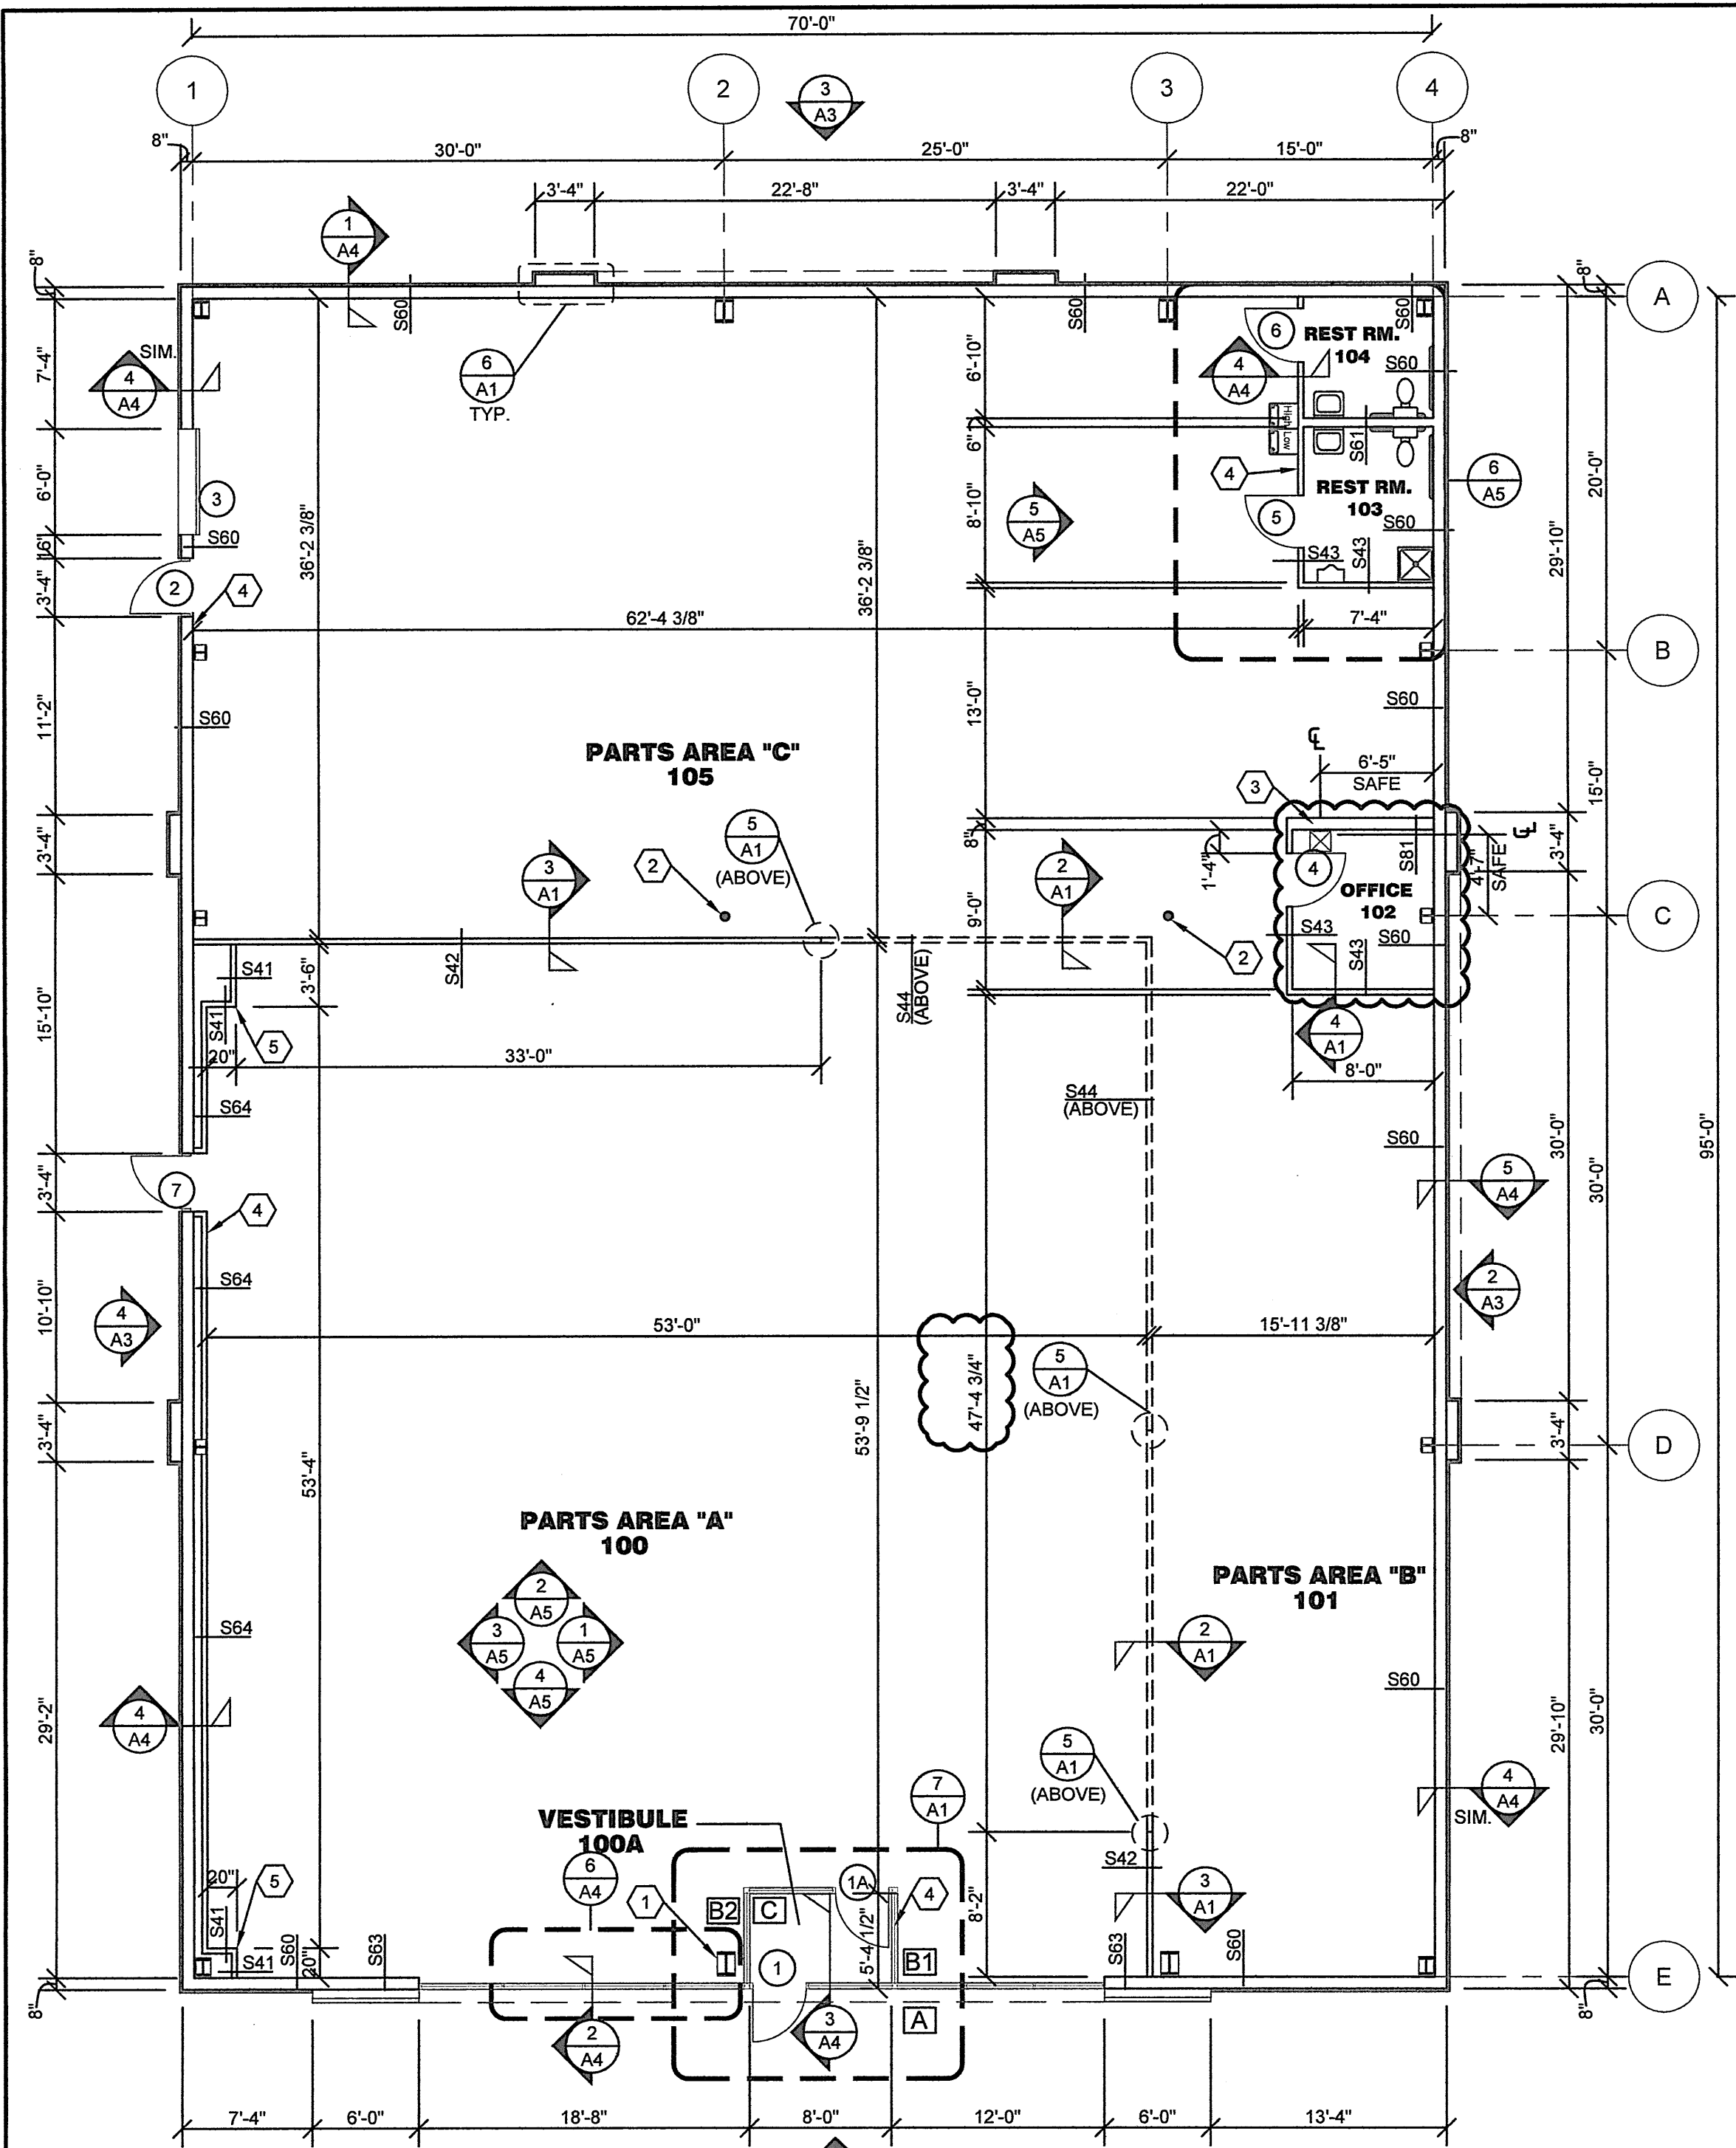 70'-0"
1
2
3
4
3
A3
8"
30'-0"
25'-0"
15'-0"
8"
3'-4"
22'-8"
3'-4"
22'-0"
1
A4
8"
8"
A
S60
S60
S60
7'-4"
SIM.
4
A4
6
A1
TYP.
6'-10"
4
A4
6
REST RM.
104
S60
High
Low
6"
S61
4
REST RM.
103
6
A5
20'-0"
6'-0"
3
S60
36'-2 3/8"
36'-2 3/8"
8'-10"
5
A5
5
S60
S43
S43
29'-10"
16"
3'-4"
2
4
62'-4 3/8"
7'-4"
B
11'-2"
S60
13'-0"
S60
PARTS AREA "C"
105
℄
6'-5"
SAFE
15'-0"
3
8"
1'-4"
S81
4'-7"
SAFE
℄
3'-4"
3'-4"
5
A1
(ABOVE)
3
A1
2
2
A1
4
OFFICE
102
9'-0"
C
S43
S60
S43
2
S42
S44
(ABOVE)
S41
3'-6"
S41
5
20"
33'-0"
15'-10"
4
A1
8'-0"
S64
S44
(ABOVE)
S60
30'-0"
30'-0"
95'-0"
3'-4"
7
4
5
A4
S64
10'-10"
4
A3
2
A3
53'-0"
15'-11 3/8"
53'-9 1/2"
47'-4 3/4"
5
A1
(ABOVE)
3'-4"
3'-4"
D
53'-4"
PARTS AREA "A"
100
PARTS AREA "B"
101
2
A5
3
A5
1
A5
4
A5
S64
2
A1
S60
29'-2"
4
A4
29'-10"
30'-0"
5
A1
(ABOVE)
7
A1
4
A4
SIM.
VESTIBULE
100A
6
A4
S42
20"
5
1
B2
C
1A
4
8'-2"
3
A1
S41
S41
S60
20"
S63
1
5'-4 1/2"
B1
S63
S60
E
8"
8"
2
A4
3
A4
A
7'-4"
6'-0"
18'-8"
8'-0"
12'-0"
6'-0"
13'-4"